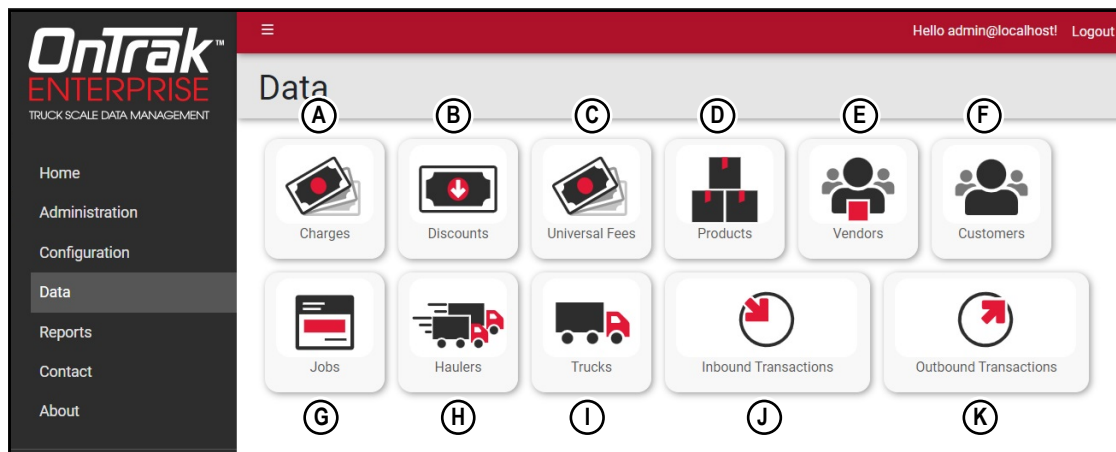 OnTrak™
ENTERPRISE
TRUCK SCALE DATA MANAGEMENT
Home
Administration
Configuration
Data
Reports
Contact
About
☰
Hello admin@localhost! Logout
Data
A B C D E F
Charges Discounts Universal Fees Products Vendors Customers
Jobs Haulers Trucks Inbound Transactions Outbound Transactions
G H I J K